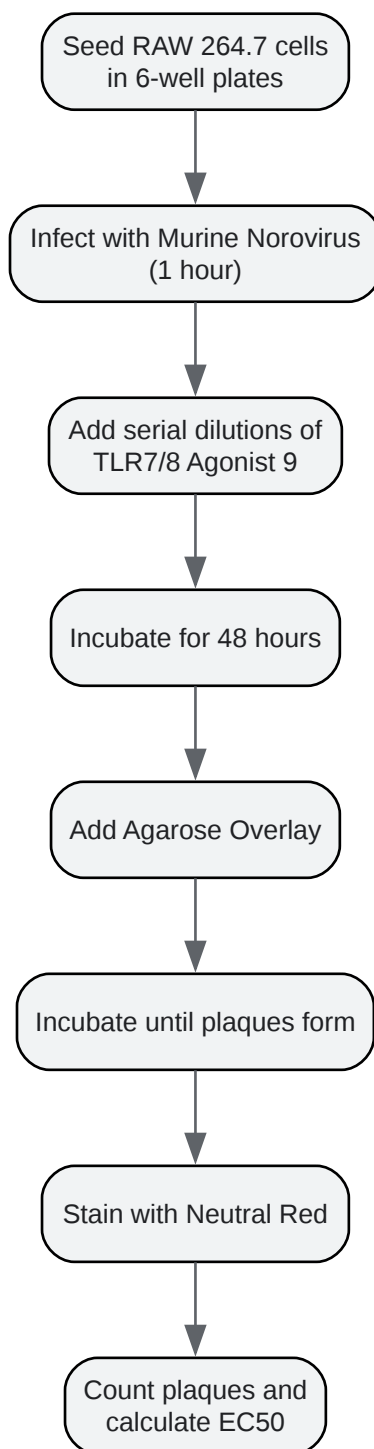 Seed RAW 264.7 cells
in 6-well plates
Infect with Murine Norovirus
(1 hour)
Add serial dilutions of
TLR7/8 Agonist 9
Incubate for 48 hours
Add Agarose Overlay
Incubate until plaques form
Stain with Neutral Red
Count plaques and
calculate EC50